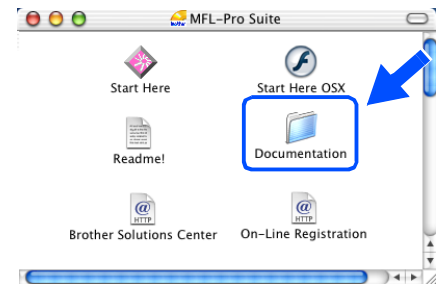 MFL-Pro Suite
Start Here
Start Here OSX
Readme!
Documentation
@
HTTP
@
HTTP
Brother Solutions Center
On-Line Registration